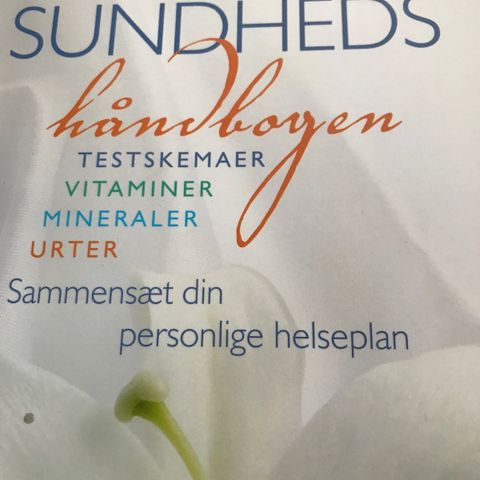 SUNDHEDS
håndbogen
TESTSKEMAER
VITAMINER
MINERALER
URTER
Sammensæt din
personlige helseplan